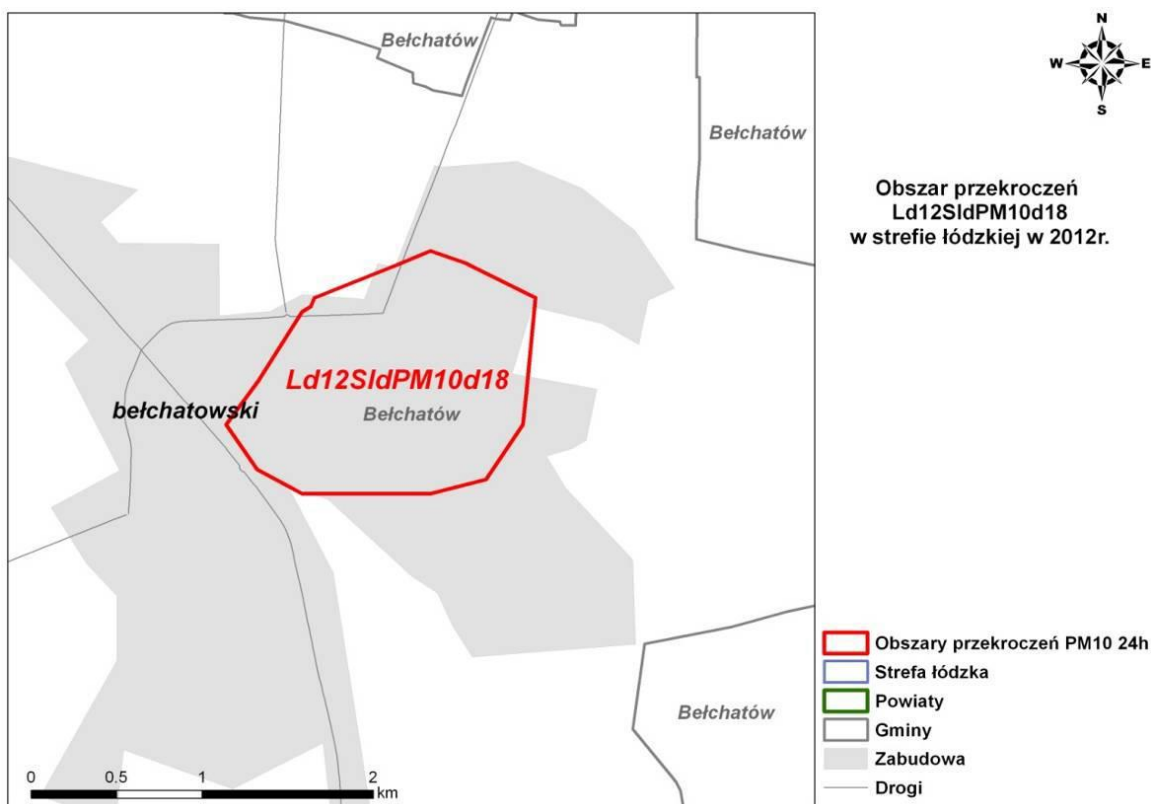 Bełchatów
Bełchatów
N
W E
S
Obszar przekroczeń
Ld12SldPM10d18
w strefie łódzkiej w 2012r.
Ld12SldPM10d18
bełchatowski
Bełchatów
Bełchatów
Obszary przekroczeń PM10 24h
Strefa łódzka
Powiaty
Gminy
Zabudowa
Drogi
0 0.5 1 2
km